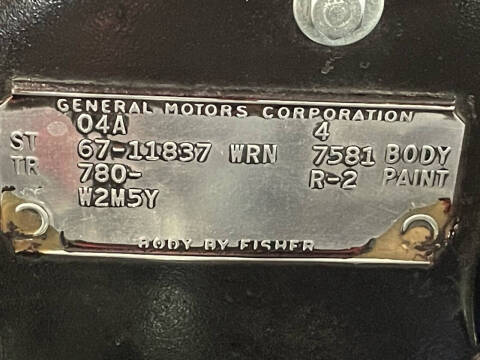 GENERAL MOTORS CORPORATION
04A 4
ST 67-11837 WRN 7581 BODY
TR 780- R-2 PAINT
W2M5Y
BODY BY FISHER